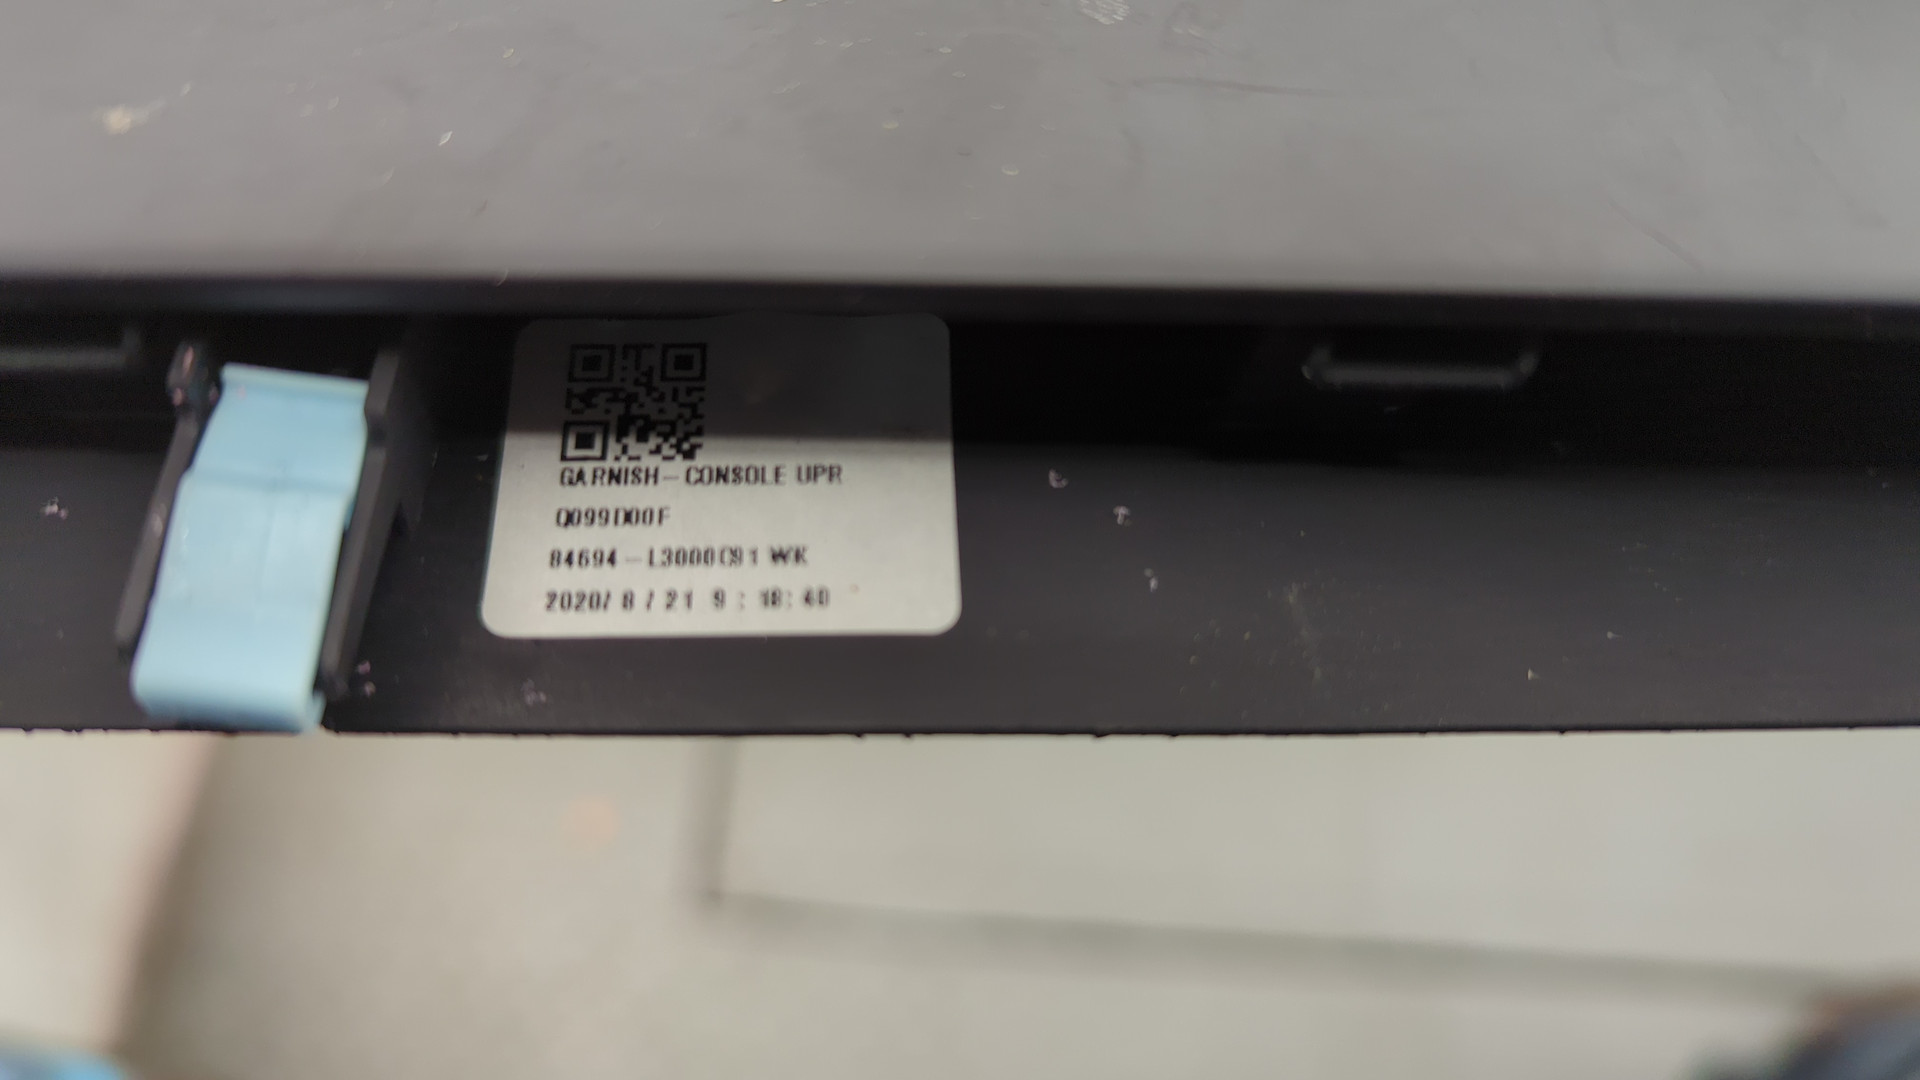 GARNISH-CONSOLE UPR
Q099D00F
84694-L3000C91 WK
2020/ 8 / 21 9 : 18: 40